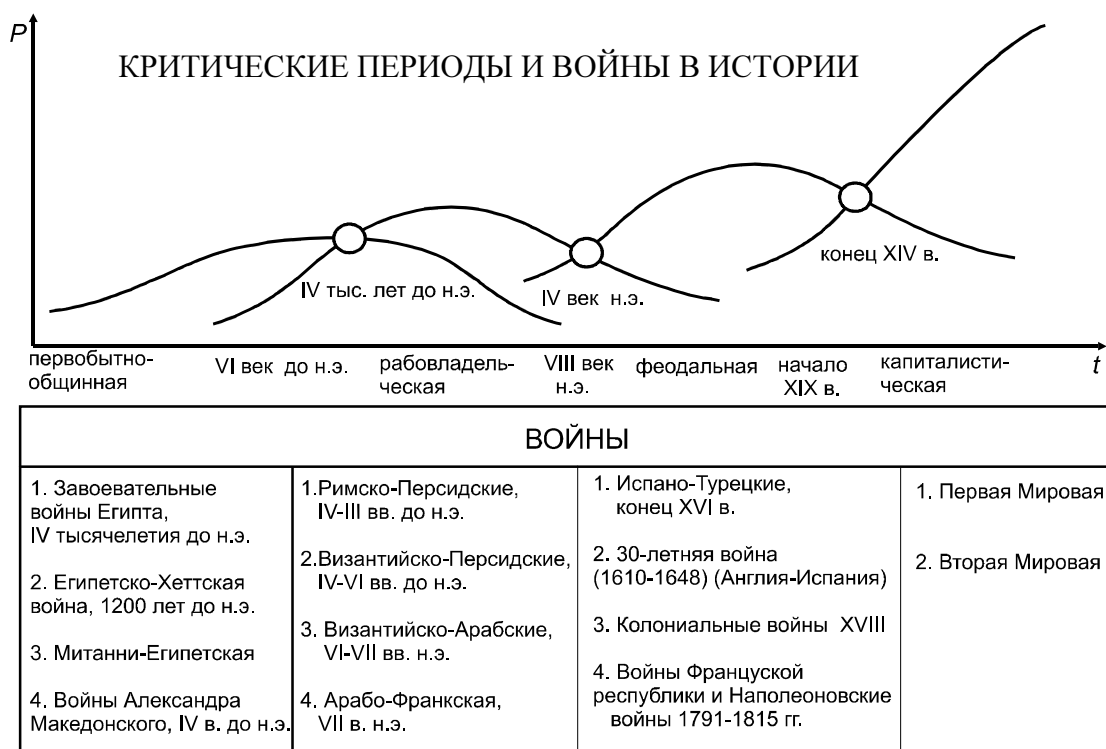 P
КРИТИЧЕСКИЕ ПЕРИОДЫ И ВОЙНЫ В ИСТОРИИ
IV тыс. лет до н.э.
IV век н.э.
конец XIV в.
первобытно-
общинная
VI век до н.э.
рабовладель-
ческая
VIII век
н.э.
феодальная
начало
XIX в.
капиталисти-
ческая
t
ВОЙНЫ
1. Завоевательные
войны Египта,
IV тысячелетия до н.э.
2. Египетско-Хеттская
война, 1200 лет до н.э.
3. Митанни-Египетская
4. Войны Александра
Македонского, IV в. до н.э.
1.Римско-Персидские,
IV-III вв. до н.э.
2.Византийско-Персидские,
IV-VI вв. до н.э.
3. Византийско-Арабские,
VI-VII вв. н.э.
4. Арабо-Франкская,
VII в. н.э.
1. Испано-Турецкие,
конец XVI в.
2. 30-летняя война
(1610-1648) (Англия-Испания)
3. Колониальные войны XVIII
4. Войны Француской
республики и Наполеоновские
войны 1791-1815 гг.
1. Первая Мировая
2. Вторая Мировая